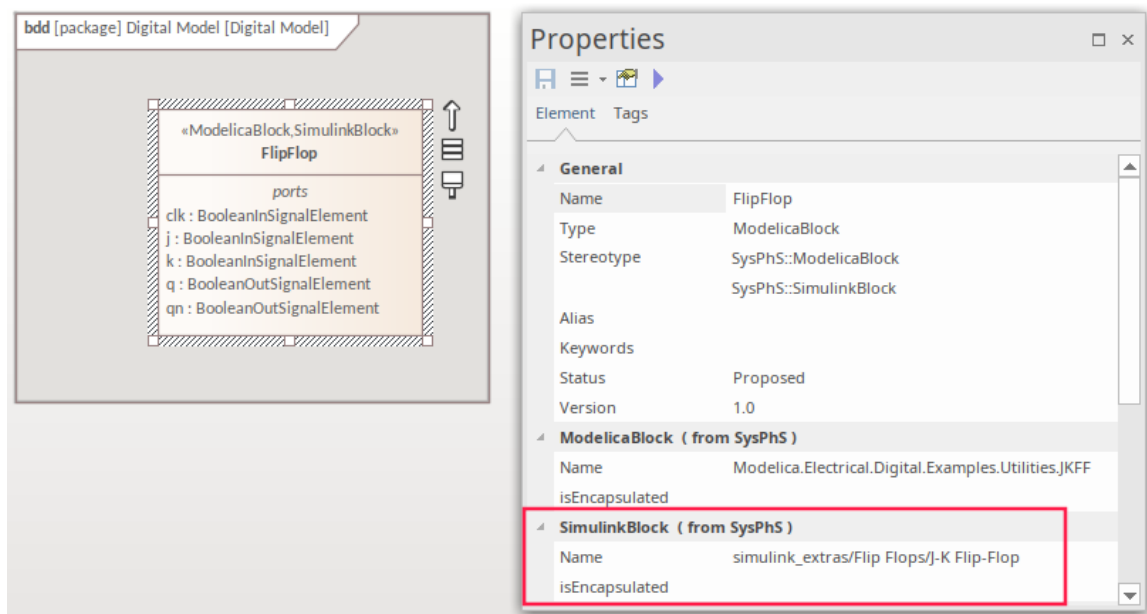 bdd [package] Digital Model [Digital Model]
«ModelicaBlock,SimulinkBlock»
FlipFlop
ports
clk : BooleanInSignalElement
j : BooleanInSignalElement
k : BooleanInSignalElement
q : BooleanOutSignalElement
qn : BooleanOutSignalElement
Properties
Element Tags
General
Name FlipFlop
Type ModelicaBlock
Stereotype SysPhS::ModelicaBlock
SysPhS::SimulinkBlock
Alias
Keywords
Status Proposed
Version 1.0
ModelicaBlock ( from SysPhS )
Name Modelica.Electrical.Digital.Examples.Utilities.JKFF
isEncapsulated
SimulinkBlock ( from SysPhS )
Name simulink_extras/Flip Flops/J-K Flip-Flop
isEncapsulated